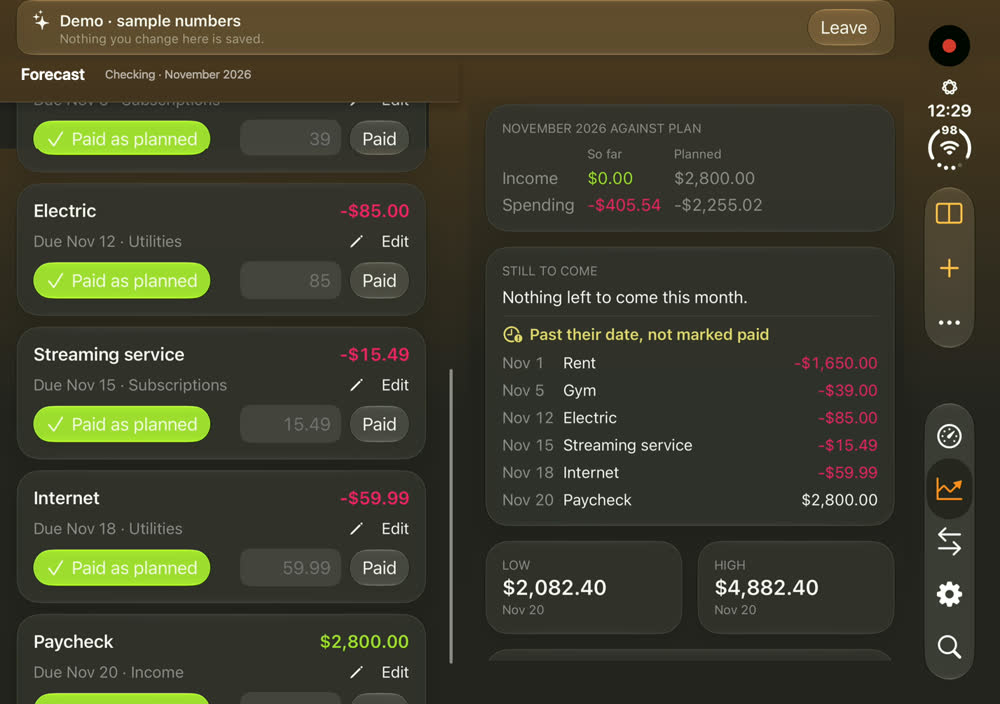 Demo · sample numbers
Nothing you change here is saved.
Leave
Forecast
Checking · November 2026
Edit
Paid as planned
39
Paid
Electric
-$85.00
Due Nov 12 · Utilities
Edit
Paid as planned
85
Paid
Streaming service
-$15.49
Due Nov 15 · Subscriptions
Edit
Paid as planned
15.49
Paid
Internet
-$59.99
Due Nov 18 · Utilities
Edit
Paid as planned
59.99
Paid
Paycheck
$2,800.00
Due Nov 20 · Income
Edit
NOVEMBER 2026 AGAINST PLAN
So far Planned
Income $0.00 $2,800.00
Spending -$405.54 -$2,255.02
STILL TO COME
Nothing left to come this month.
Past their date, not marked paid
Nov 1 Rent -$1,650.00
Nov 5 Gym -$39.00
Nov 12 Electric -$85.00
Nov 15 Streaming service -$15.49
Nov 18 Internet -$59.99
Nov 20 Paycheck $2,800.00
LOW
$2,082.40
Nov 20
HIGH
$4,882.40
Nov 20
12:29
98